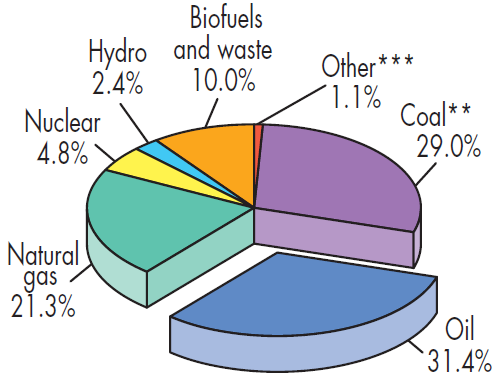 Biofuels
and waste
10.0%
Hydro
2.4%
Other***
1.1%
Nuclear
4.8%
Coal**
29.0%
Natural
gas
21.3%
Oil
31.4%